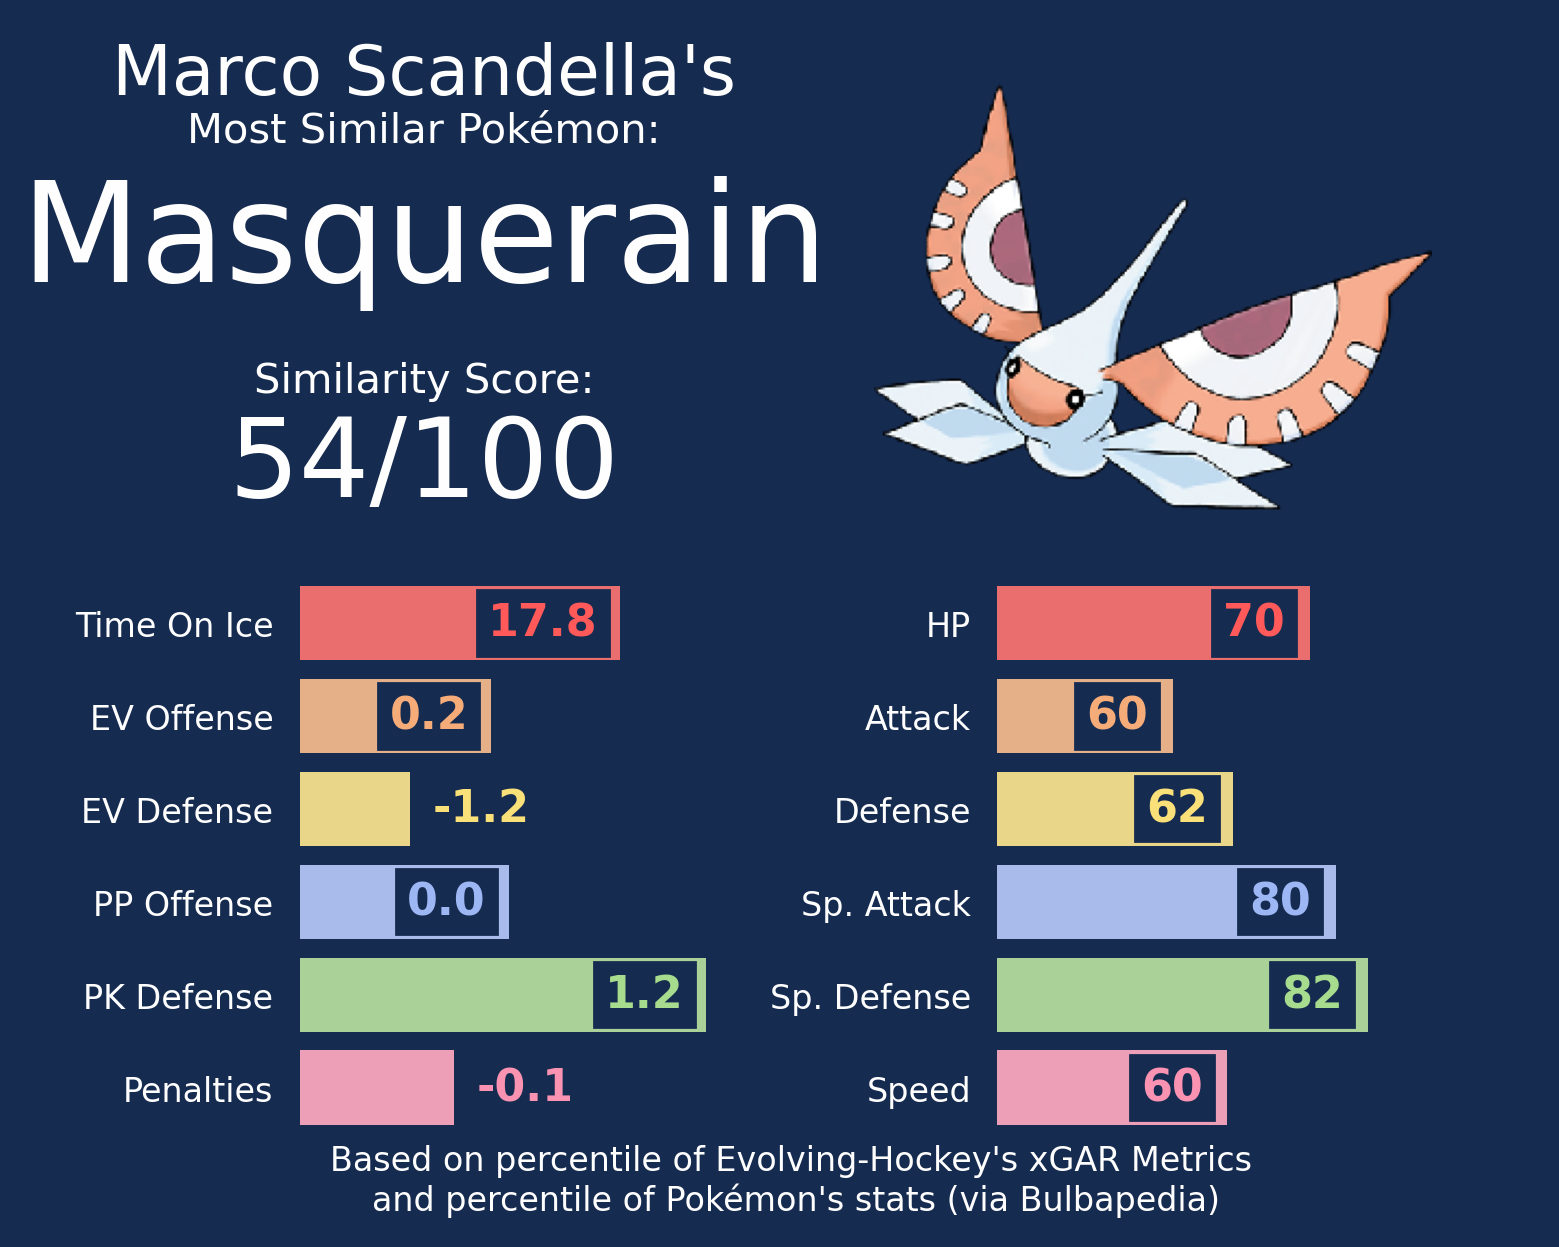 Marco Scandella's
Most Similar Pokémon:
Masquerain
Similarity Score:
54/100
Time On Ice 17.8
EV Offense 0.2
EV Defense -1.2
PP Offense 0.0
PK Defense 1.2
Penalties -0.1
HP 70
Attack 60
Defense 62
Sp. Attack 80
Sp. Defense 82
Speed 60
Based on percentile of Evolving-Hockey's xGAR Metrics
and percentile of Pokémon's stats (via Bulbapedia)